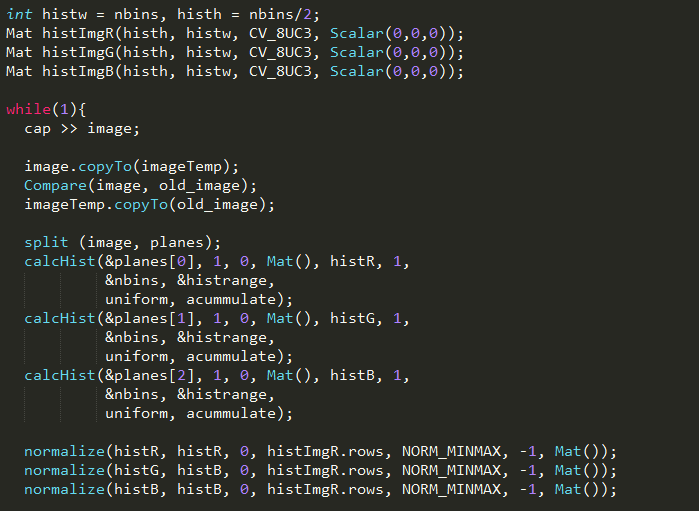 int histw = nbins, histh = nbins/2;
Mat histImgR(histh, histw, CV_8UC3, Scalar(0,0,0));
Mat histImgG(histh, histw, CV_8UC3, Scalar(0,0,0));
Mat histImgB(histh, histw, CV_8UC3, Scalar(0,0,0));
while(1){
cap >> image;
image.copyTo(imageTemp);
Compare(image, old_image);
imageTemp.copyTo(old_image);
split (image, planes);
calcHist(&planes[0], 1, 0, Mat(), histR, 1,
&nbins, &histrange,
uniform, acummulate);
calcHist(&planes[1], 1, 0, Mat(), histG, 1,
&nbins, &histrange,
uniform, acummulate);
calcHist(&planes[2], 1, 0, Mat(), histB, 1,
&nbins, &histrange,
uniform, acummulate);
normalize(histR, histR, 0, histImgR.rows, NORM_MINMAX, -1, Mat());
normalize(histG, histB, 0, histImgR.rows, NORM_MINMAX, -1, Mat());
normalize(histB, histB, 0, histImgR.rows, NORM_MINMAX, -1, Mat());